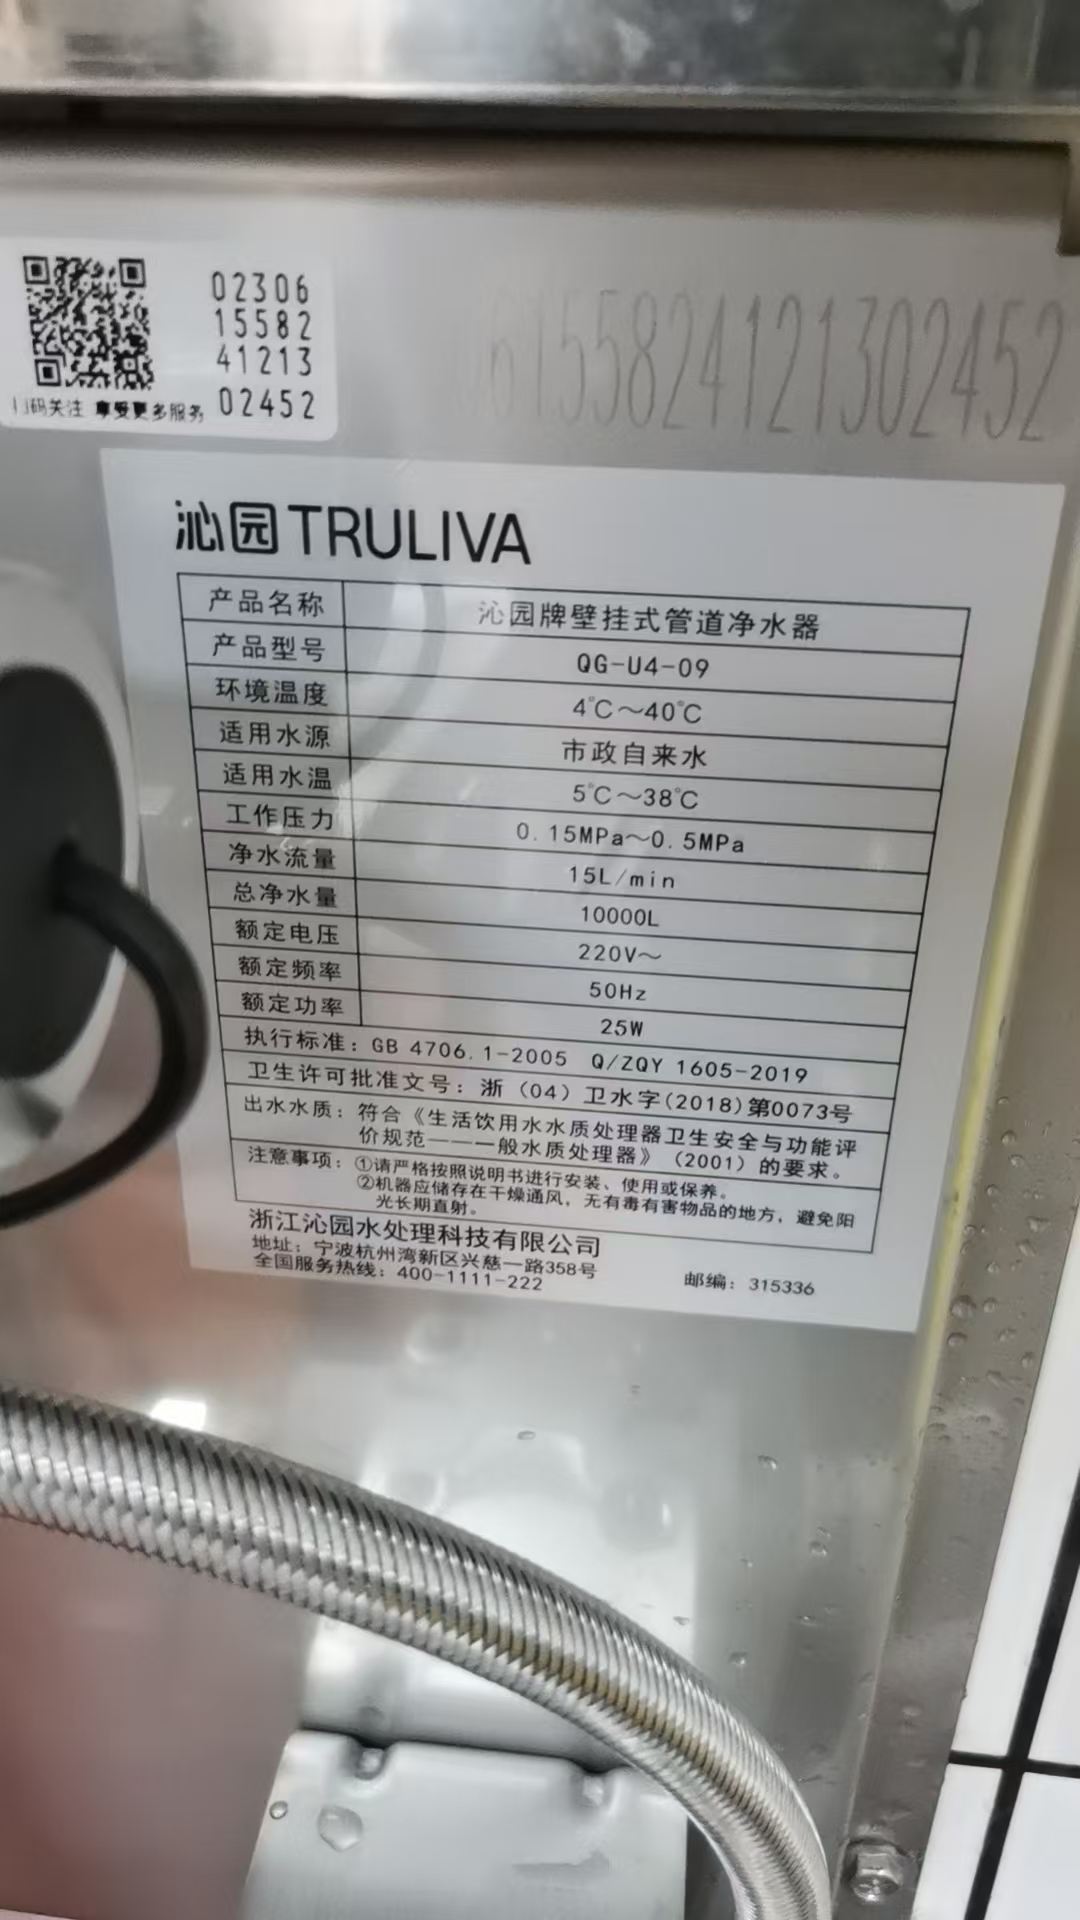 02306
15582
41213
02452
扫码关注 享受更多服务
15582412130 2452
沁园 TRULIVA
产品名称 沁园牌壁挂式管道净水器
产品型号 QG-U4-09
环境温度 4℃～40℃
适用水源 市政自来水
适用水温 5℃～38℃
工作压力 0.15MPa～0.5MPa
净水流量 15L/min
总净水量 10000L
额定电压 220V～
额定频率 50Hz
额定功率 25W
执行标准：GB 4706.1-2005 Q/ZQY 1605-2019
卫生许可批准文号：浙（04）卫水字(2018)第0073号
出水水质：符合《生活饮用水水质处理器卫生安全与功能评
价规范——一般水质处理器》（2001）的要求。
注意事项：①请严格按照说明书进行安装、使用或保养。
②机器应储存在干燥通风，无有毒有害物品的地方，避免阳
光长期直射。
浙江沁园水处理科技有限公司
地址：宁波杭州湾新区兴慈一路358号 邮编：315336
全国服务热线：400-1111-222